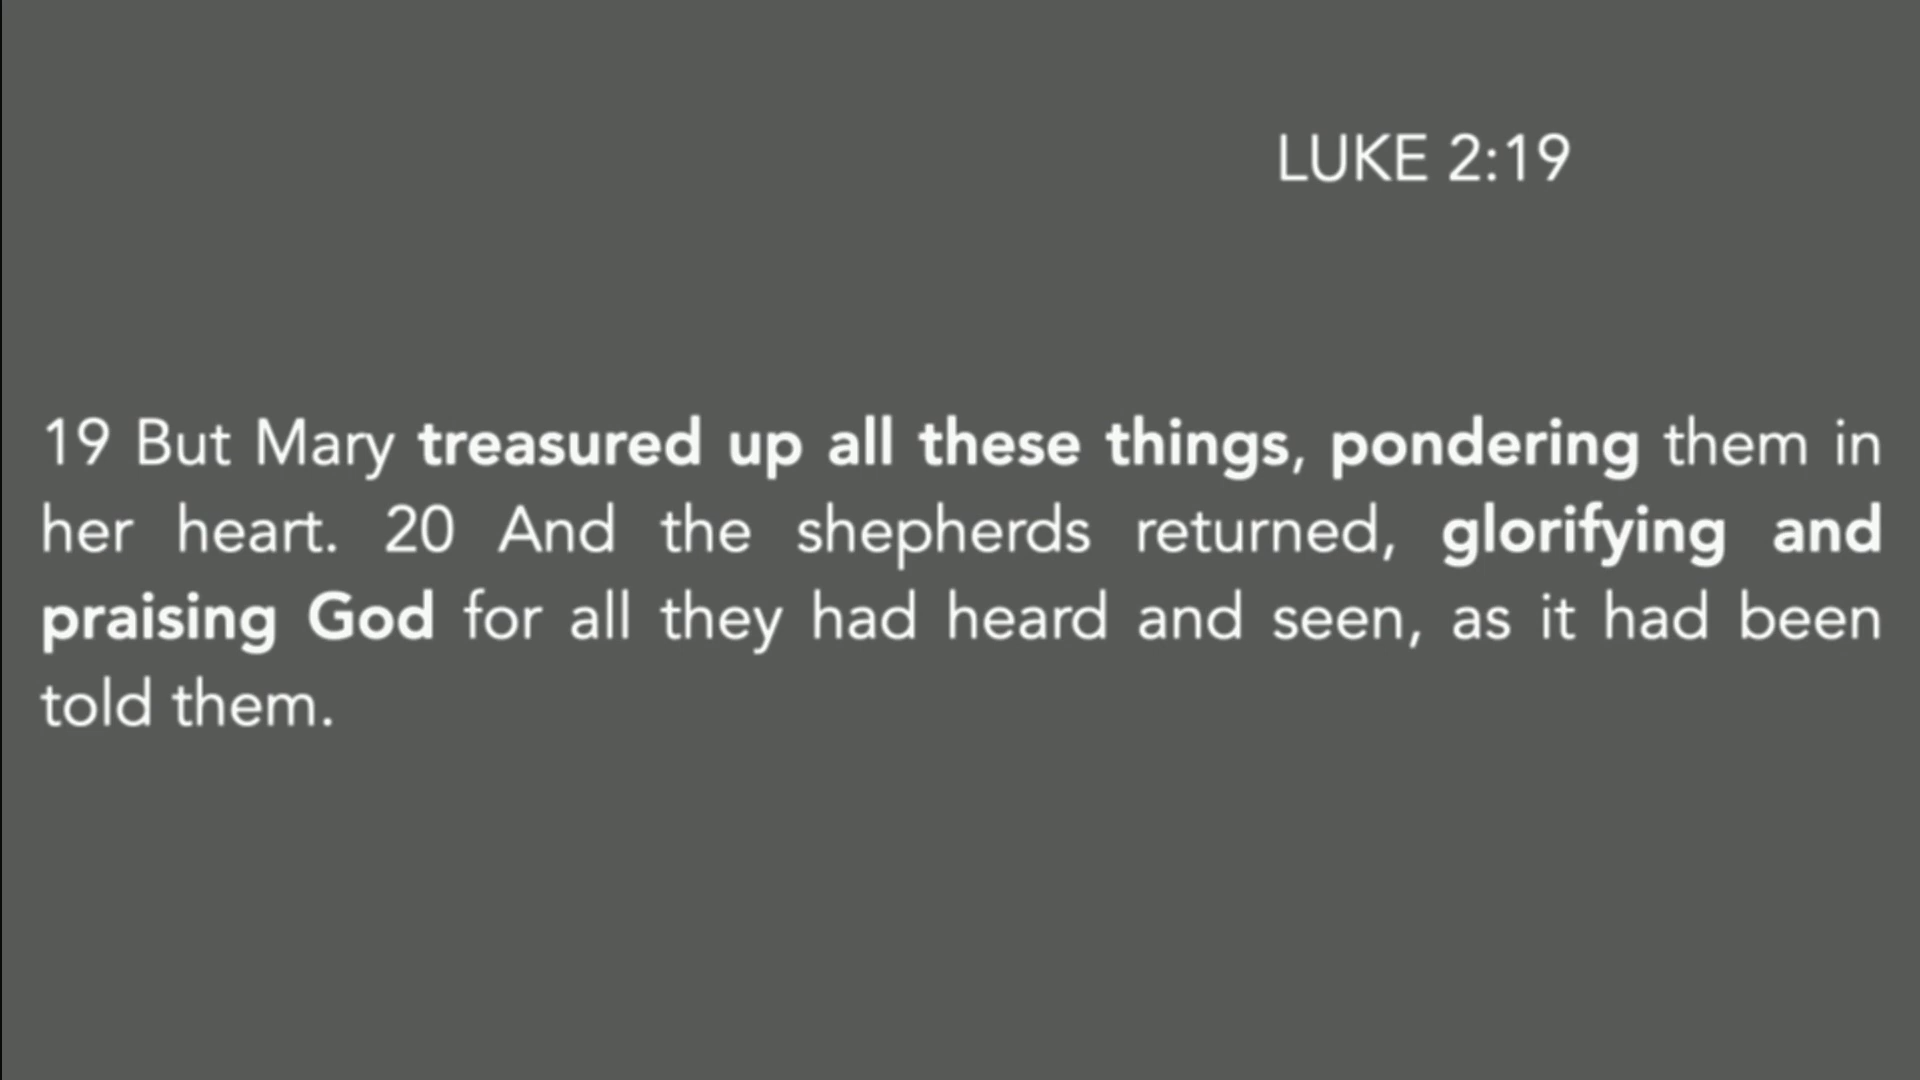 LUKE 2:19
19 But Mary treasured up all these things, pondering them in
her heart. 20 And the shepherds returned, glorifying and
praising God for all they had heard and seen, as it had been
told them.